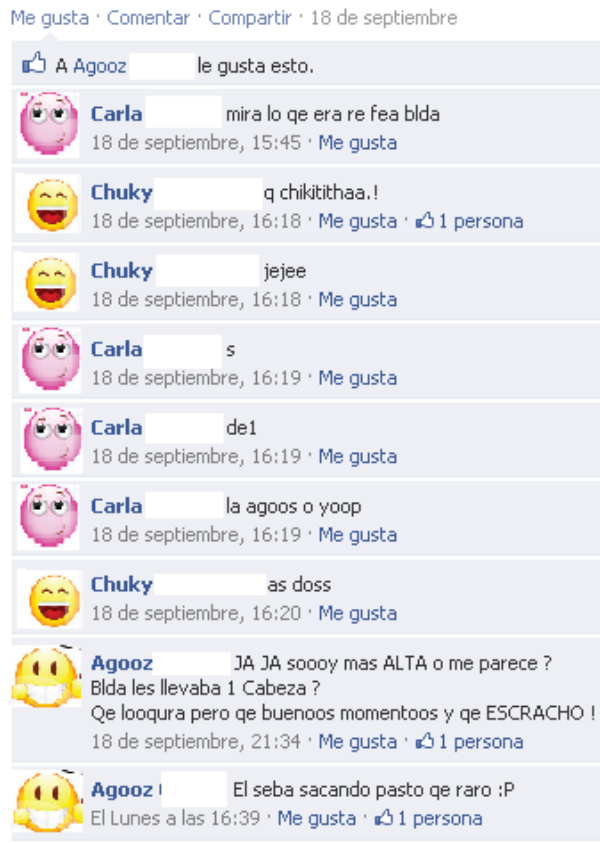 Me gusta · Comentar · Compartir · 18 de septiembre
A Agooz le gusta esto.
Carla mira lo qe era re fea blda
18 de septiembre, 15:45 · Me gusta
Chuky q chikitithaa.!
18 de septiembre, 16:18 · Me gusta · 1 persona
Chuky jejee
18 de septiembre, 16:18 · Me gusta
Carla s
18 de septiembre, 16:19 · Me gusta
Carla de1
18 de septiembre, 16:19 · Me gusta
Carla la agoos o yoop
18 de septiembre, 16:19 · Me gusta
Chuky as doss
18 de septiembre, 16:20 · Me gusta
Agooz JA JA soooy mas ALTA o me parece ?
Blda les llevaba 1 Cabeza ?
Qe looqura pero qe buenoos momentoos y qe ESCRACHO !
18 de septiembre, 21:34 · Me gusta · 1 persona
Agooz El seba sacando pasto qe raro :P
El Lunes a las 16:39 · Me gusta · 1 persona